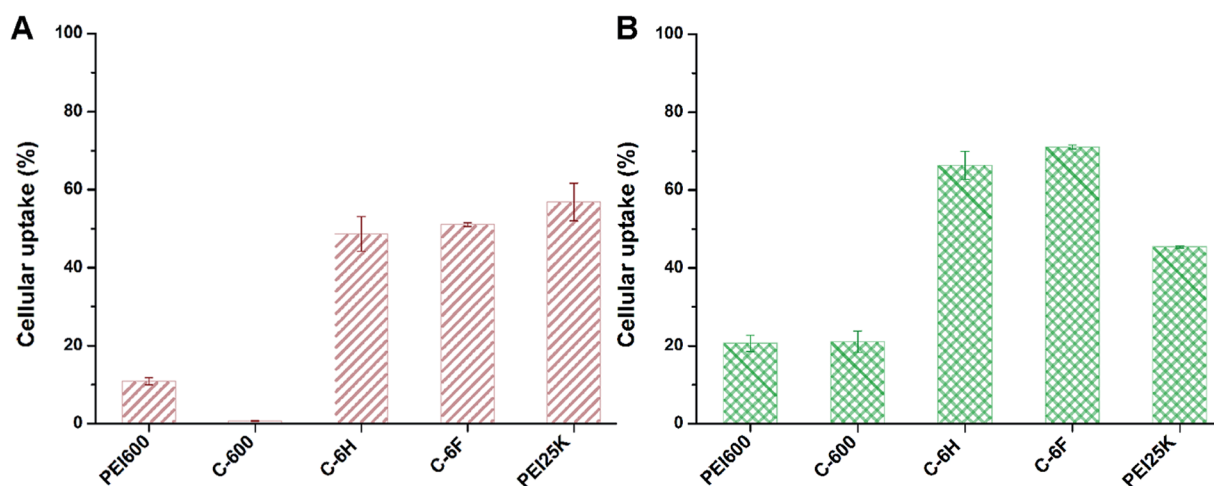 A
Cellular uptake (%)
100
80
60
40
20
0
PEI600
C-600
C-6H
C-6F
PEI25K
B
Cellular uptake (%)
100
80
60
40
20
0
PEI600
C-600
C-6H
C-6F
PEI25K